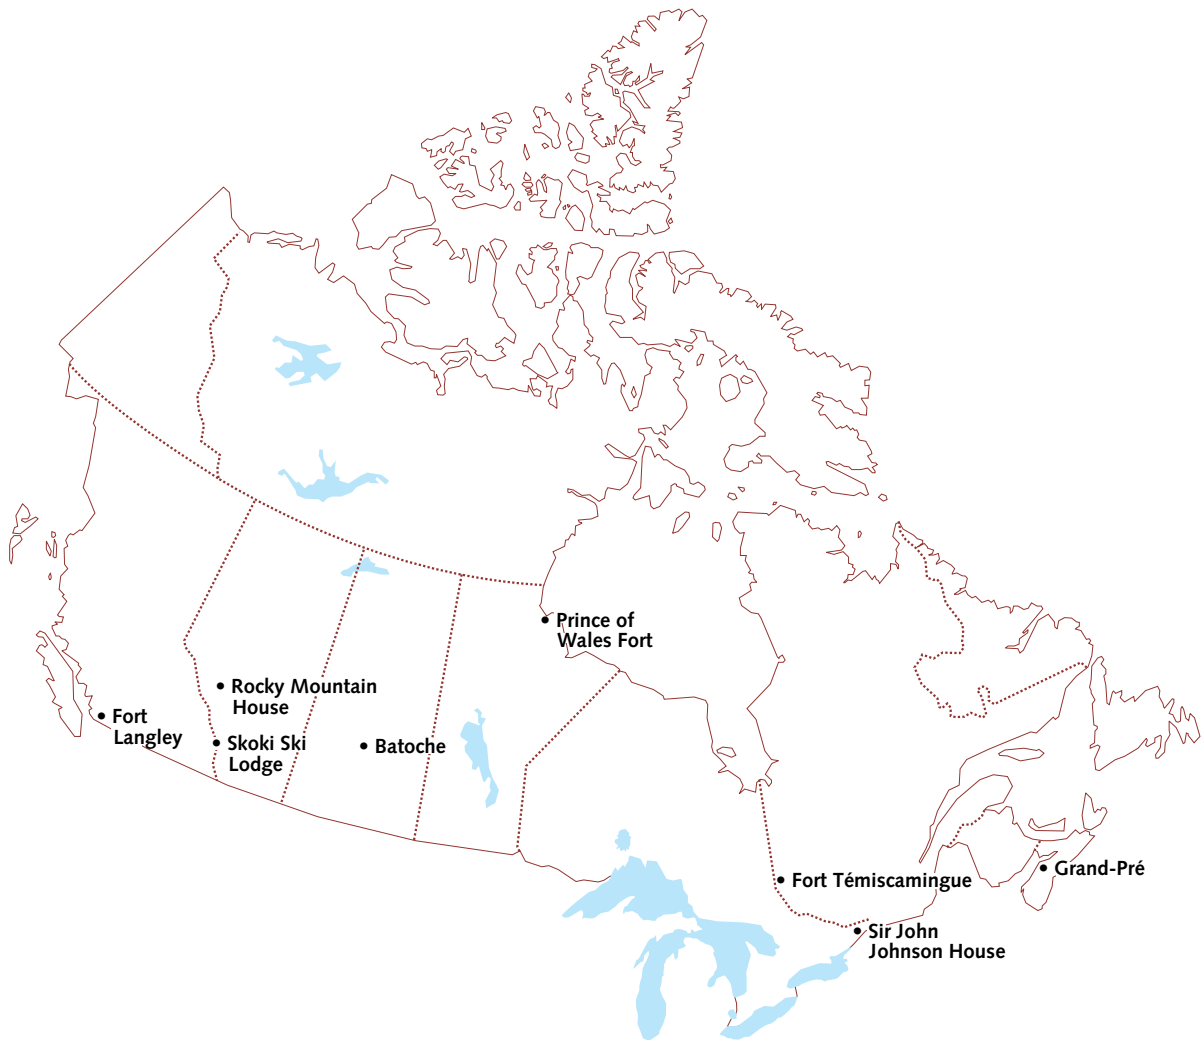 Prince of
Wales Fort
Rocky Mountain
House
Fort
Langley
Skoki Ski
Lodge
Batoche
Fort Témiscamingue
Grand-Pré
Sir John
Johnson House